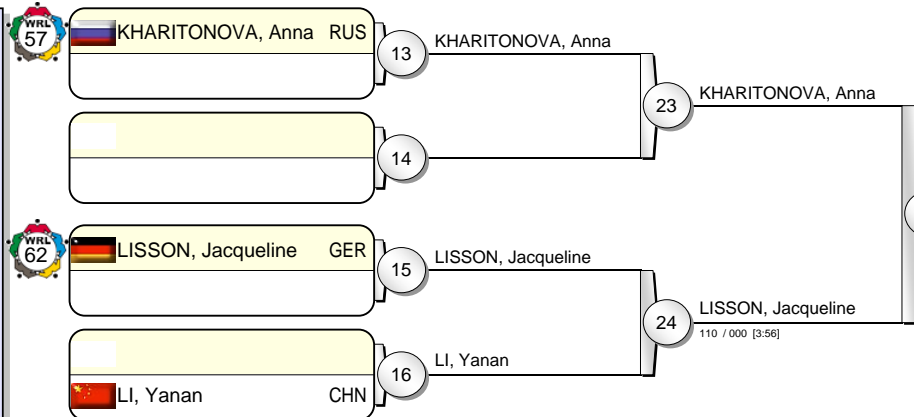 WRL
57
KHARITONOVA, Anna RUS
13
KHARITONOVA, Anna
23
KHARITONOVA, Anna
14
WRL
62
LISSON, Jacqueline GER
15
LISSON, Jacqueline
24
LISSON, Jacqueline
110 / 000 [3:56]
16
LI, Yanan
LI, Yanan CHN